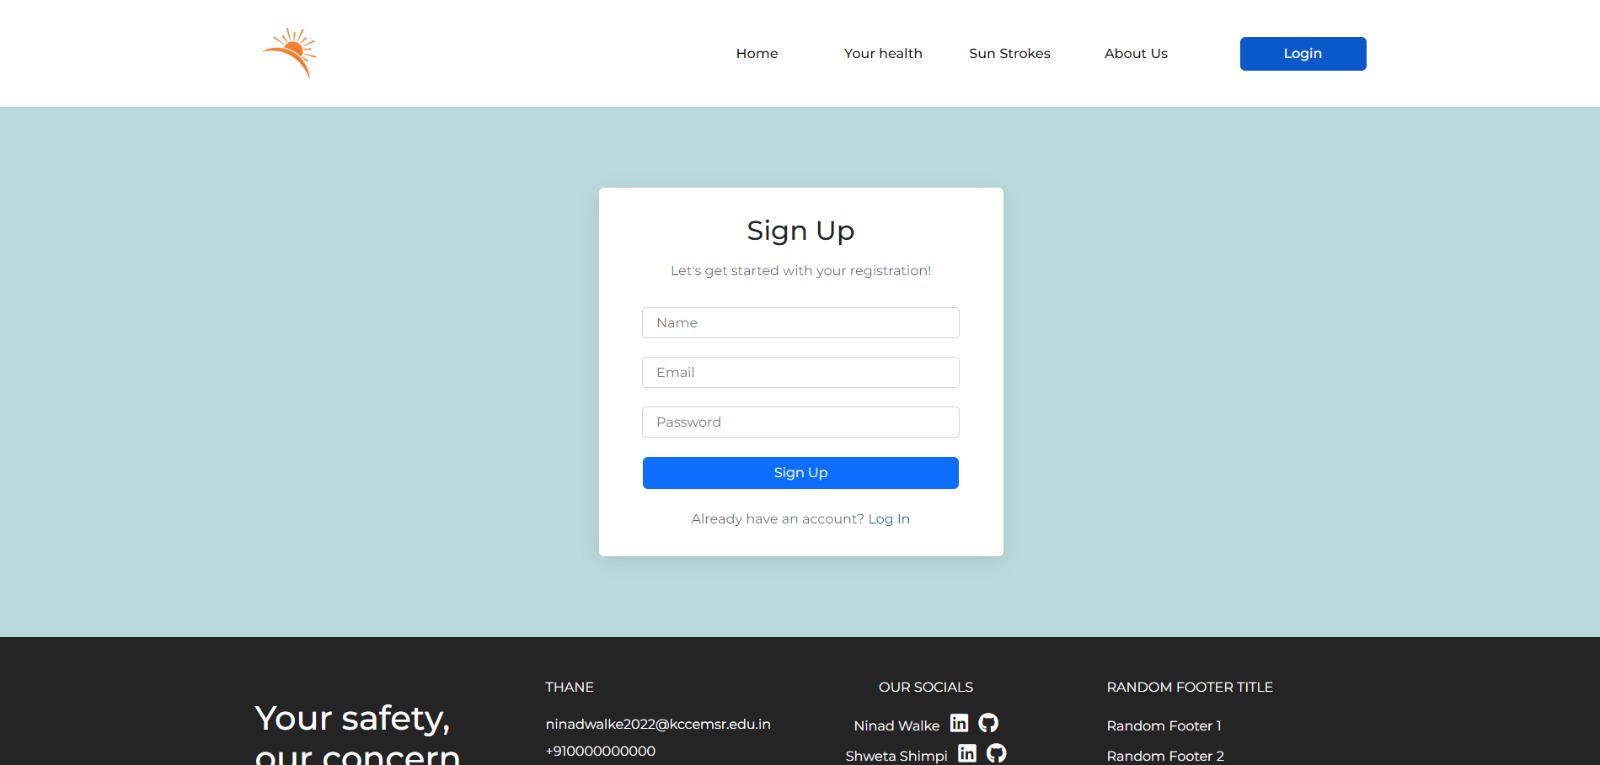 Home Your health Sun Strokes About Us Login
Sign Up
Let's get started with your registration!
Name
Email
Password
Sign Up
Already have an account? Log In
Your safety,
our concern
THANE
ninadwalke2022@kccemsr.edu.in
+910000000000
OUR SOCIALS
Ninad Walke
Shweta Shimpi
RANDOM FOOTER TITLE
Random Footer 1
Random Footer 2